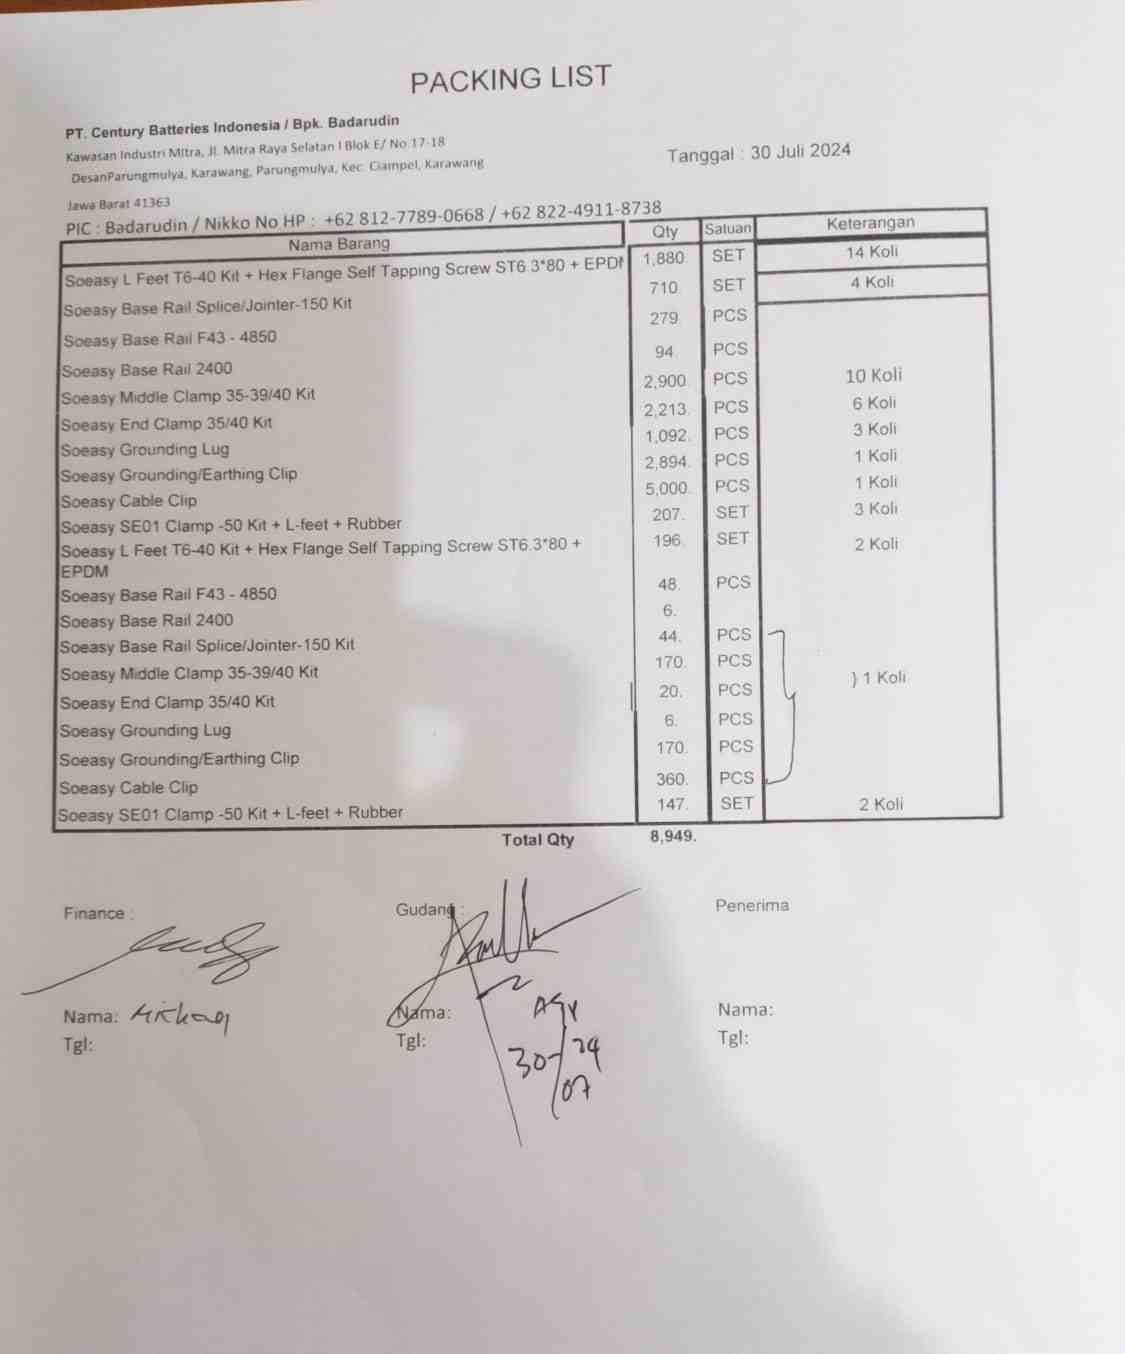 PACKING LIST
PT. Century Batteries Indonesia / Bpk. Badarudin
Kawasan Industri MItra, Jl. Mitra Raya Selatan I Blok E/ No 17-18
DesanParungmulya, Karawang, Parungmulya, Kec. Ciampel, Karawang
Tanggal : 30 Juli 2024
Jawa Barat 41363
PIC : Badarudin / Nikko No HP : +62 812-7789-0668 / +62 822-4911-8738
Nama Barang Qty Satuan Keterangan
Soeasy L Feet T6-40 Kit + Hex Flange Self Tapping Screw ST6.3*80 + EPDM 1,880. SET 14 Koli
Soeasy Base Rail Splice/Jointer-150 Kit 710. SET 4 Koli
Soeasy Base Rail F43 - 4850 279. PCS
Soeasy Base Rail 2400 94. PCS
Soeasy Middle Clamp 35-39/40 Kit 2,900. PCS 10 Koli
Soeasy End Clamp 35/40 Kit 2,213. PCS 6 Koli
Soeasy Grounding Lug 1,092. PCS 3 Koli
Soeasy Grounding/Earthing Clip 2,894. PCS 1 Koli
Soeasy Cable Clip 5,000. PCS 1 Koli
Soeasy SE01 Clamp -50 Kit + L-feet + Rubber 207. SET 3 Koli
Soeasy L Feet T6-40 Kit + Hex Flange Self Tapping Screw ST6.3*80 + 196. SET 2 Koli
EPDM
Soeasy Base Rail F43 - 4850 48. PCS
Soeasy Base Rail 2400 6.
Soeasy Base Rail Splice/Jointer-150 Kit 44. PCS
Soeasy Middle Clamp 35-39/40 Kit 170. PCS } 1 Koli
Soeasy End Clamp 35/40 Kit 20. PCS
Soeasy Grounding Lug 6. PCS
Soeasy Grounding/Earthing Clip 170. PCS
Soeasy Cable Clip 360. PCS
Soeasy SE01 Clamp -50 Kit + L-feet + Rubber 147. SET 2 Koli
Total Qty 8,949.
Finance : Gudang : Penerima
Nama: Nama: Nama:
Tgl: Tgl: Tgl:
30-
07